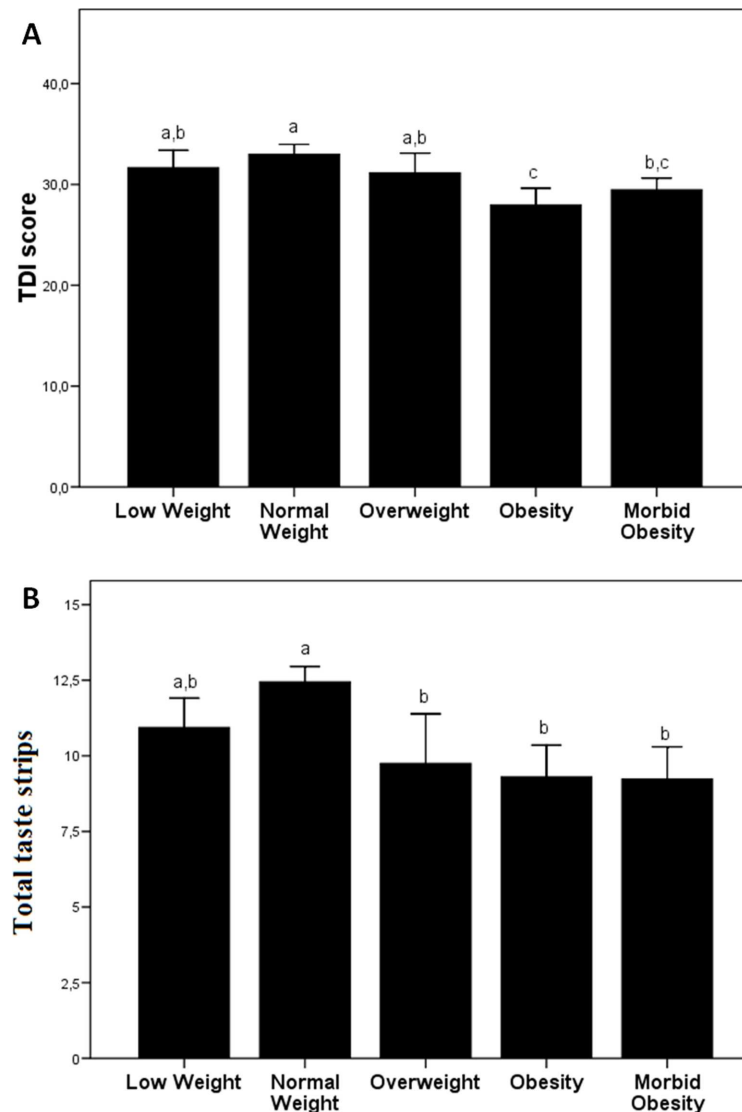 A
TDI score
40,0
30,0
20,0
10,0
0,0
a,b
a
a,b
c
b,c
Low Weight
Normal
Weight
Overweight
Obesity
Morbid
Obesity
B
Total taste strips
15
12,5
10
7,5
5
2,5
0
a,b
a
b
b
b
Low Weight
Normal
Weight
Overweight
Obesity
Morbid
Obesity